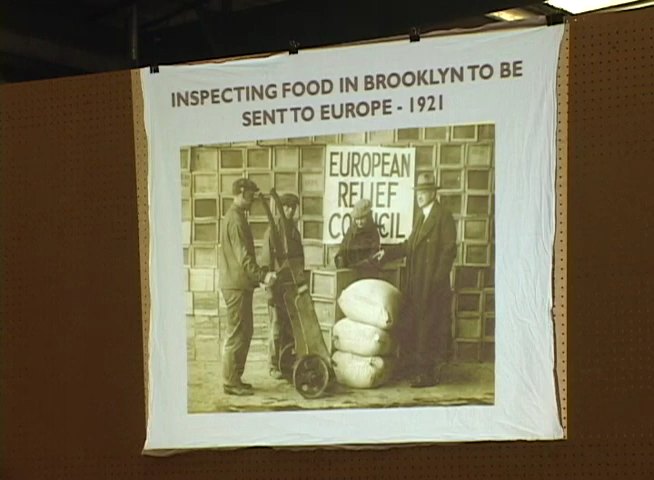 INSPECTING FOOD IN BROOKLYN TO BE
SENT TO EUROPE - 1921
EUROPEAN
RELIEF
COUNCIL